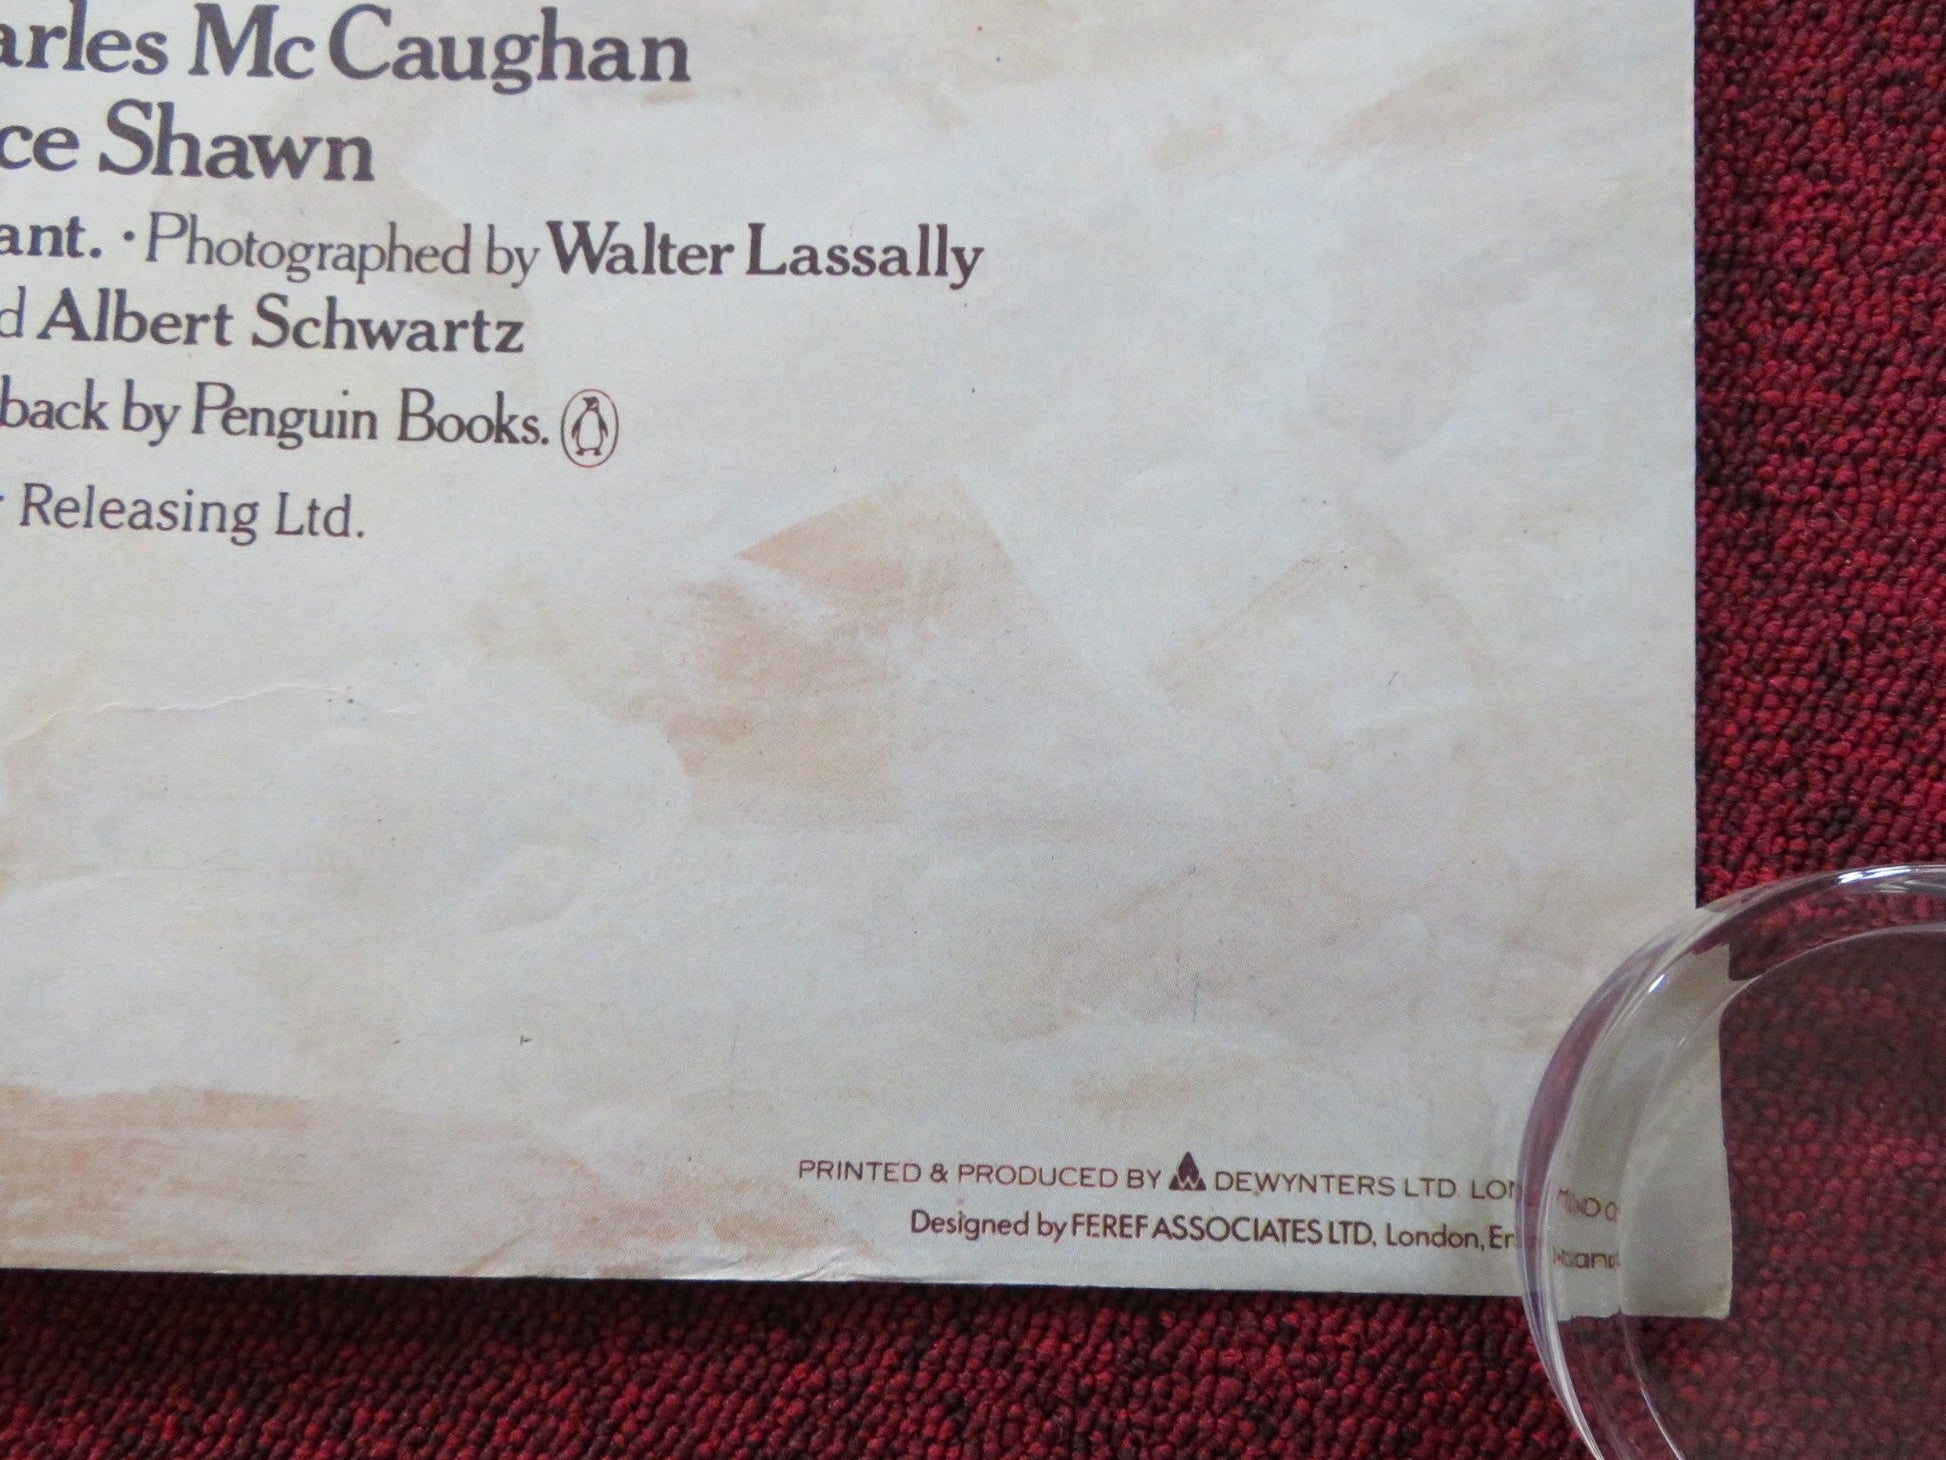 arles Mc Caughan
ce Shawn
ant. · Photographed by Walter Lassally
d Albert Schwartz
back by Penguin Books.
r Releasing Ltd.
PRINTED & PRODUCED BY DEWYNTERS LTD. LON
Designed by FEREF ASSOCIATES LTD, London, En